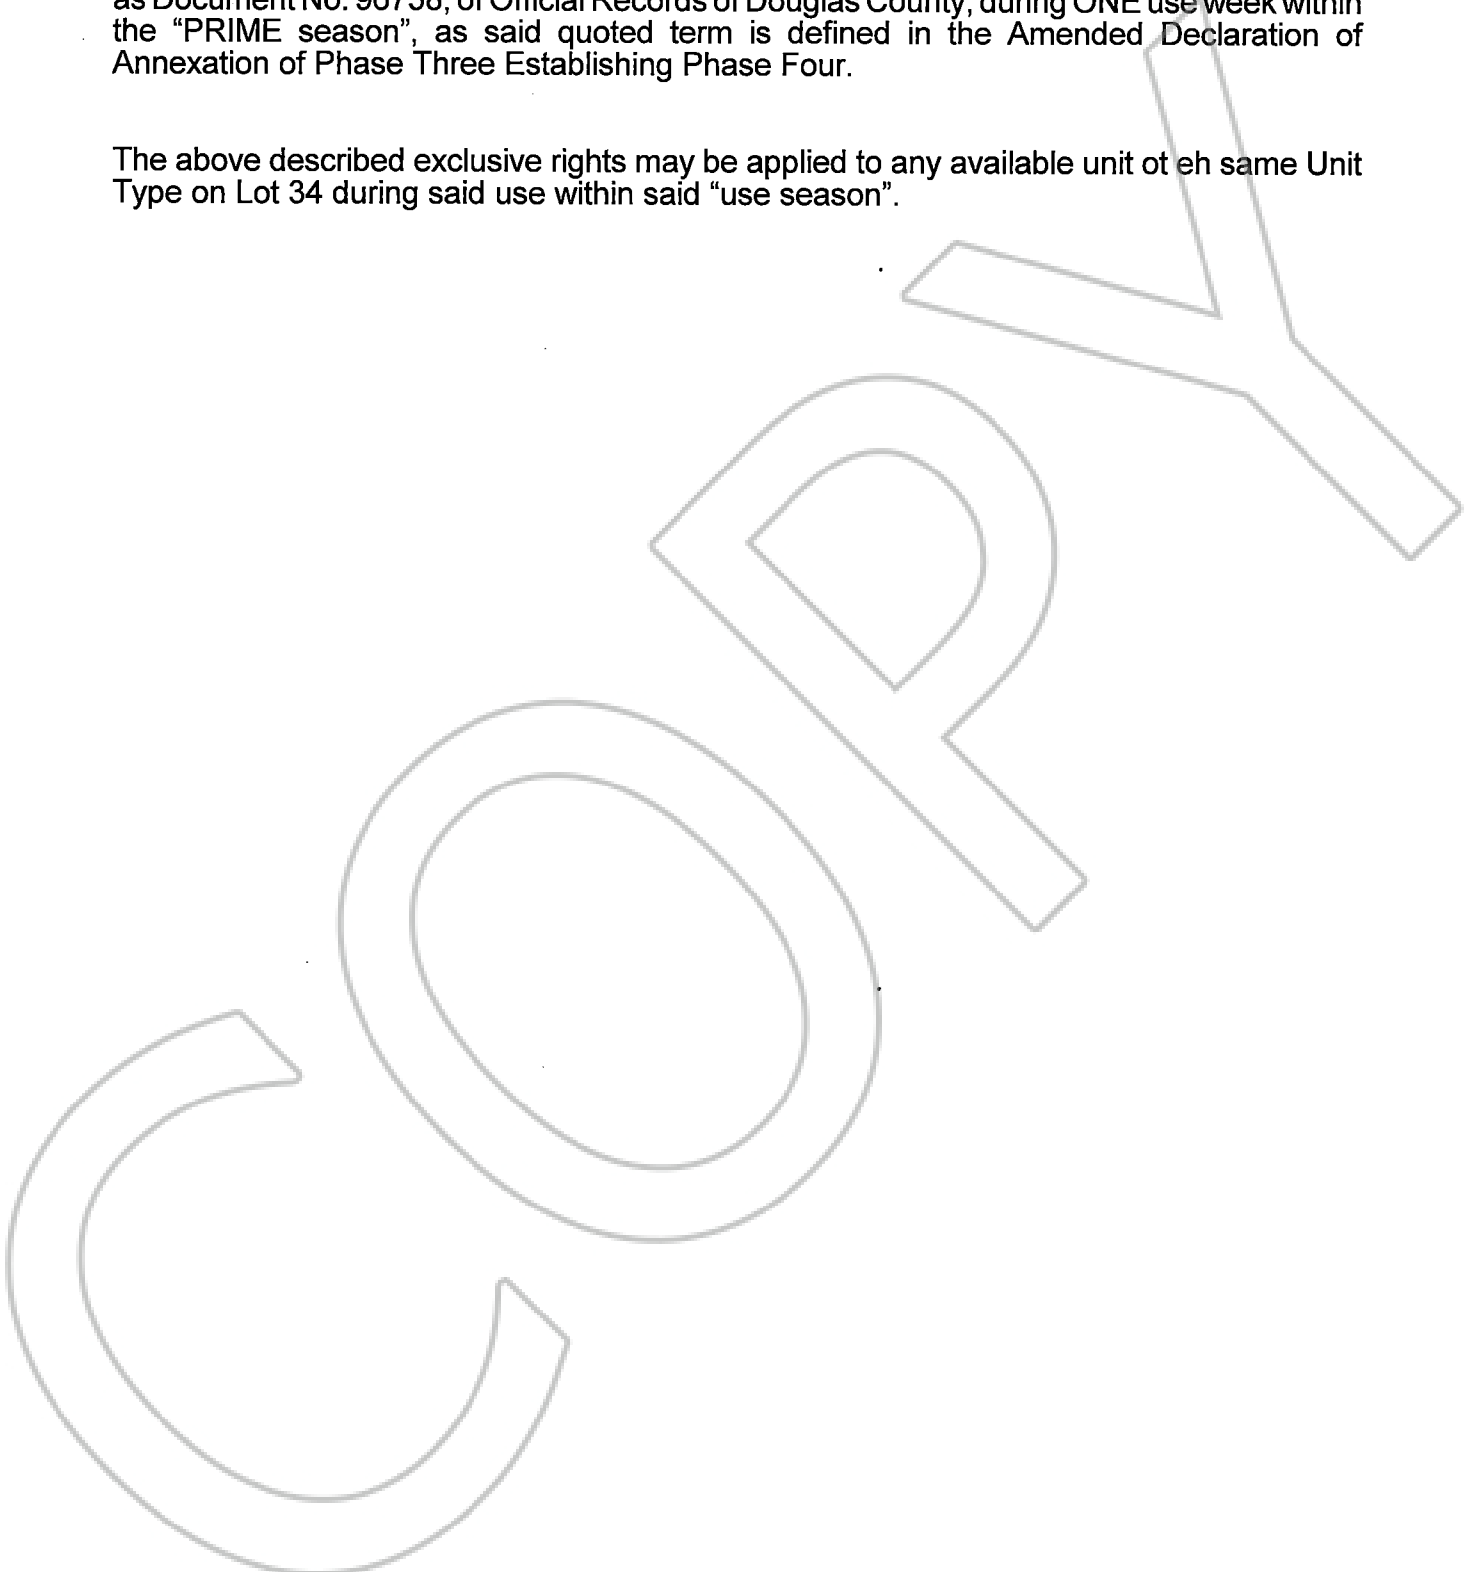 as Document No. 96758, of Official Records of Douglas County, during ONE use week within
the “PRIME season”, as said quoted term is defined in the Amended Declaration of
Annexation of Phase Three Establishing Phase Four.
The above described exclusive rights may be applied to any available unit ot eh same Unit
Type on Lot 34 during said use within said “use season”.
COPY